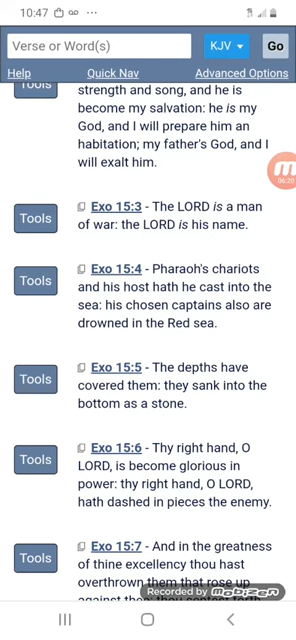 10:47
Verse or Word(s)
KJV
Go
Help
Quick Nav
Advanced Options
Tools
strength and song, and he is
become my salvation: he is my
God, and I will prepare him an
habitation; my father's God, and I
will exalt him.
Tools
Exo 15:3 - The LORD is a man
of war: the LORD is his name.
Tools
Exo 15:4 - Pharaoh's chariots
and his host hath he cast into the
sea: his chosen captains also are
drowned in the Red sea.
Tools
Exo 15:5 - The depths have
covered them: they sank into the
bottom as a stone.
Tools
Exo 15:6 - Thy right hand, O
LORD, is become glorious in
power: thy right hand, O LORD,
hath dashed in pieces the enemy.
Tools
Exo 15:7 - And in the greatness
of thine excellency thou hast
overthrown them that rose up
against
Recorded by
mobizen
06:20